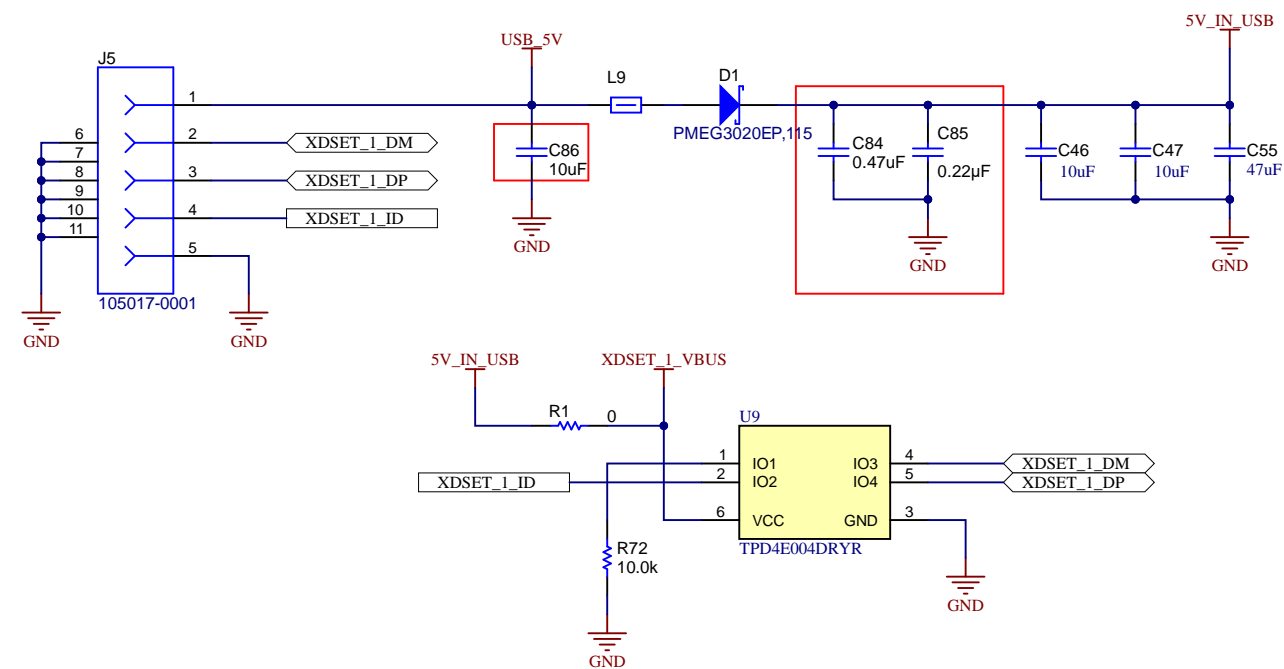 5V_IN_USB
USB_5V
J5
L9
D1
1
PMEG3020EP,115
6
2
XDSET_1_DM
C86
10uF
C84
0.47uF
C85
0.22µF
C46
10uF
C47
10uF
C55
47uF
7
8
3
XDSET_1_DP
9
10
4
XDSET_1_ID
11
5
GND
GND
GND
105017-0001
GND
GND
5V_IN_USB
XDSET_1_VBUS
R1
0
U9
1
IO1
IO3
4
XDSET_1_DM
XDSET_1_ID
2
IO2
IO4
5
XDSET_1_DP
6
VCC
GND
3
TPD4E004DRYR
R72
10.0k
GND
GND